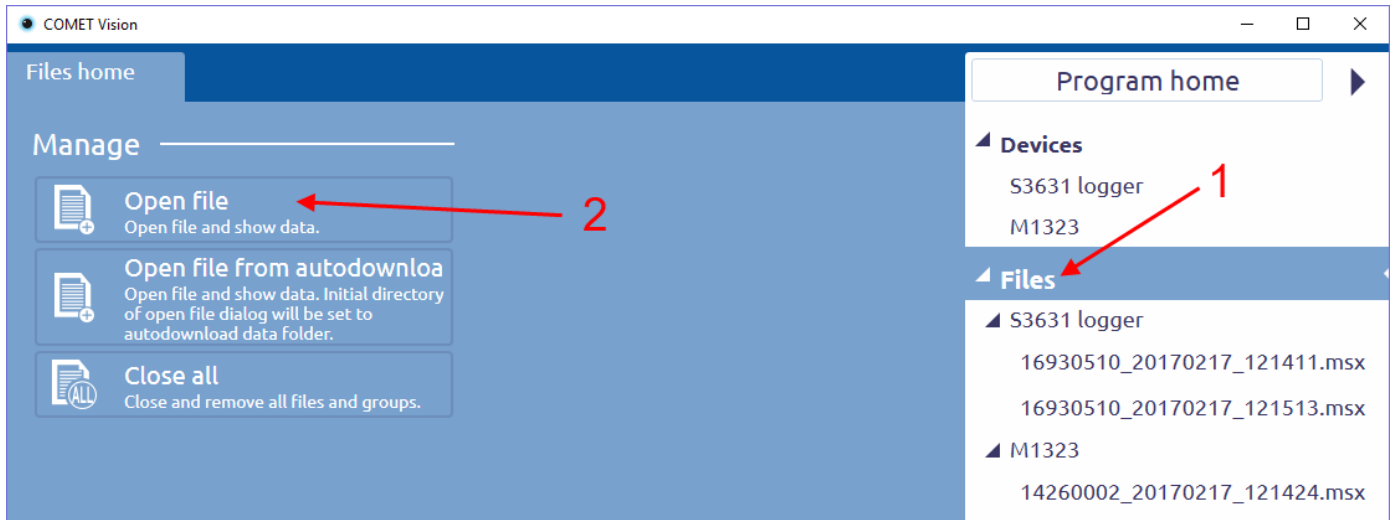 COMET Vision
Files home
Manage
Open file
Open file and show data.
Open file from autodownloa
Open file and show data. Initial directory
of open file dialog will be set to
autodownload data folder.
ALL
Close all
Close and remove all files and groups.
2
Program home
Devices
S3631 logger
M1323
1
Files
S3631 logger
16930510_20170217_121411.msx
16930510_20170217_121513.msx
M1323
14260002_20170217_121424.msx